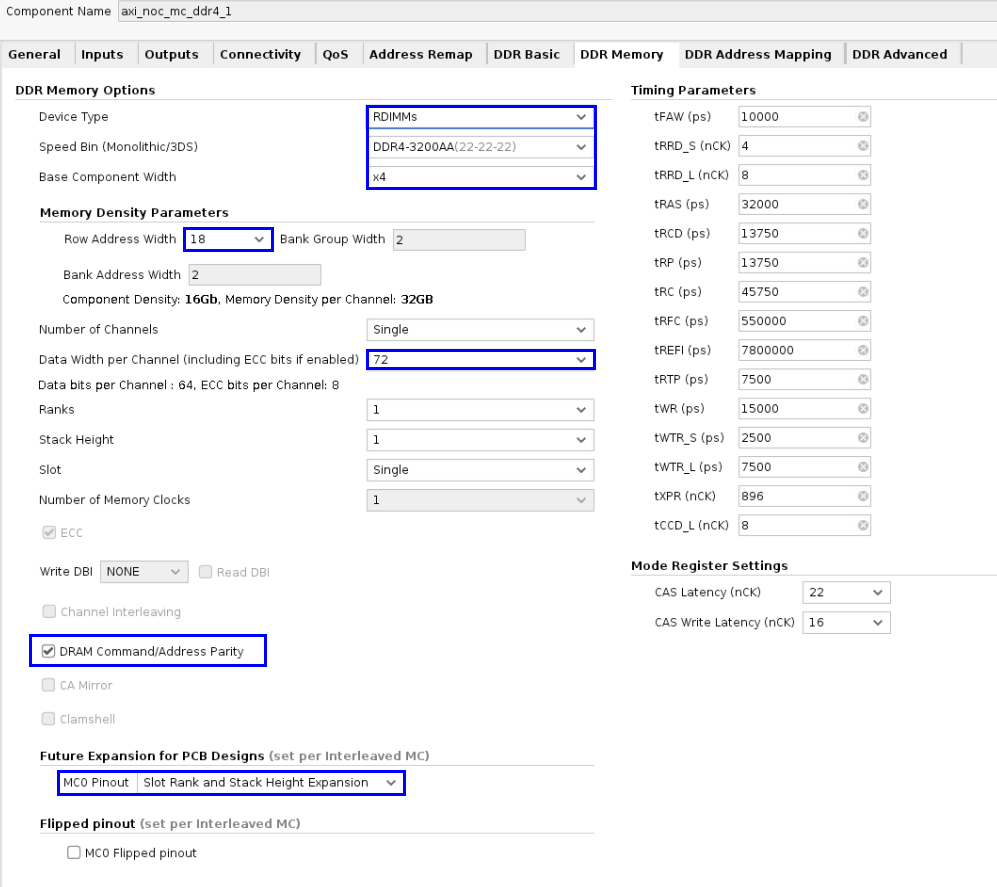 Component Name axi_noc_mc_ddr4_1
General Inputs Outputs Connectivity QoS Address Remap DDR Basic DDR Memory DDR Address Mapping DDR Advanced
DDR Memory Options
Device Type RDIMMs
Speed Bin (Monolithic/3DS) DDR4-3200AA(22-22-22)
Base Component Width x4
Memory Density Parameters
Row Address Width 18 Bank Group Width 2
Bank Address Width 2
Component Density: 16Gb, Memory Density per Channel: 32GB
Number of Channels Single
Data Width per Channel (including ECC bits if enabled) 72
Data bits per Channel : 64, ECC bits per Channel: 8
Ranks 1
Stack Height 1
Slot Single
Number of Memory Clocks 1
ECC
Write DBI NONE Read DBI
Channel Interleaving
DRAM Command/Address Parity
CA Mirror
Clamshell
Future Expansion for PCB Designs (set per Interleaved MC)
MC0 Pinout Slot Rank and Stack Height Expansion
Flipped pinout (set per Interleaved MC)
MC0 Flipped pinout
Timing Parameters
tFAW (ps) 10000
tRRD_S (nCK) 4
tRRD_L (nCK) 8
tRAS (ps) 32000
tRCD (ps) 13750
tRP (ps) 13750
tRC (ps) 45750
tRFC (ps) 550000
tREFI (ps) 7800000
tRTP (ps) 7500
tWR (ps) 15000
tWTR_S (ps) 2500
tWTR_L (ps) 7500
tXPR (nCK) 896
tCCD_L (nCK) 8
Mode Register Settings
CAS Latency (nCK) 22
CAS Write Latency (nCK) 16